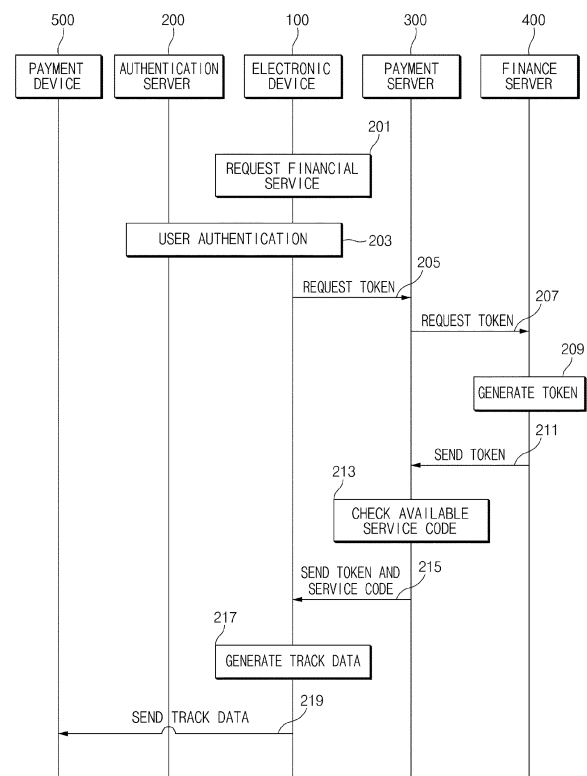 500
200
100
300
400
PAYMENT
DEVICE
AUTHENTICATION
SERVER
ELECTRONIC
DEVICE
PAYMENT
SERVER
FINANCE
SERVER
201
REQUEST FINANCIAL
SERVICE
USER AUTHENTICATION
203
REQUEST TOKEN
205
REQUEST TOKEN
207
209
GENERATE TOKEN
SEND TOKEN
211
213
CHECK AVAILABLE
SERVICE CODE
SEND TOKEN AND
SERVICE CODE
215
217
GENERATE TRACK DATA
SEND TRACK DATA
219